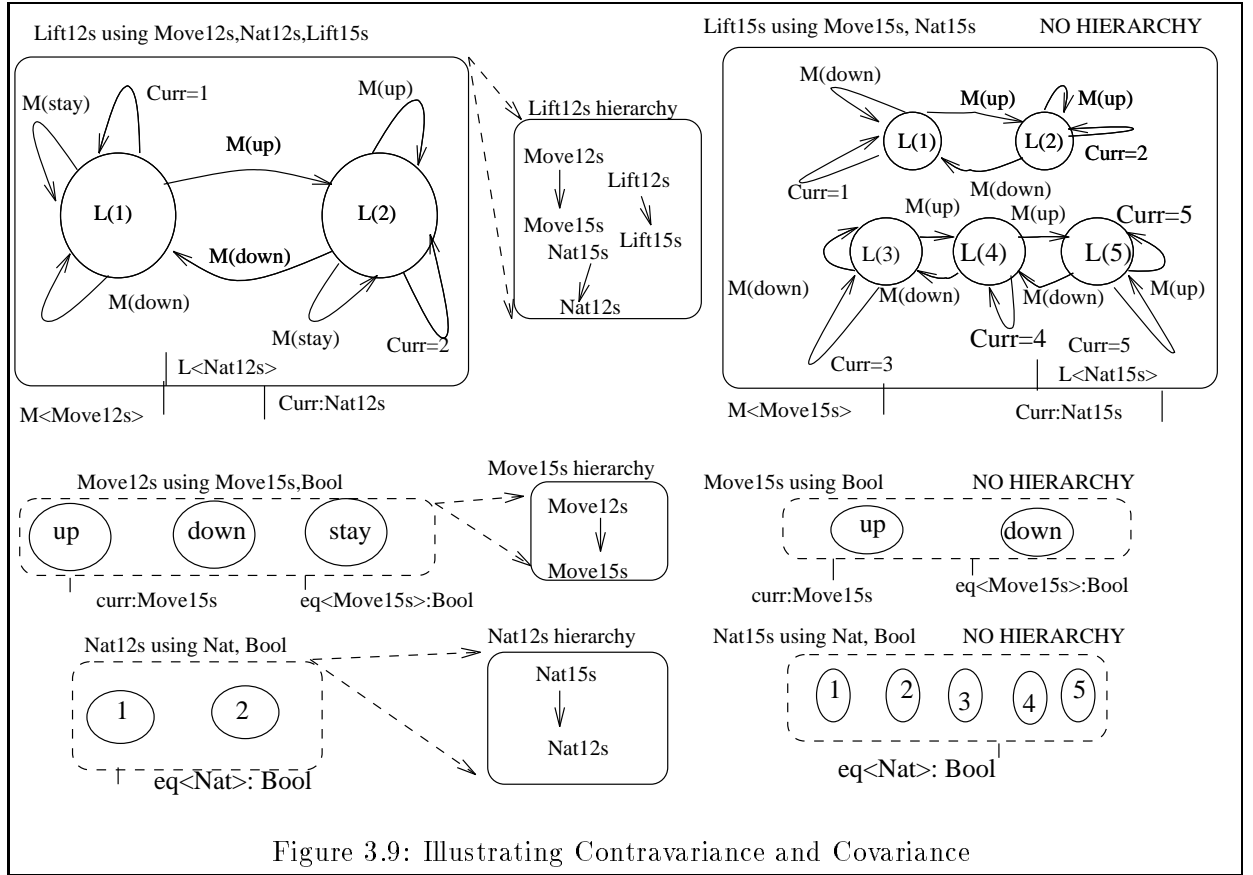 Lift12s using Move12s,Nat12s,Lift15s
M(stay)
Curr=1
M(up)
M(up)
L(1)
L(2)
M(down)
M(down)
M(stay)
Curr=2
L<Nat12s>
M<Move12s>
Curr:Nat12s
Lift12s hierarchy
Move12s
Lift12s
Move15s
Lift15s
Nat15s
Nat12s
Lift15s using Move15s, Nat15s NO HIERARCHY
M(down)
M(up)
M(up)
L(1)
L(2)
Curr=2
Curr=1
M(down)
M(up)
M(up)
Curr=5
L(3)
L(4)
L(5)
M(down)
M(down)
M(down)
M(up)
Curr=4
Curr=3
Curr=5
L<Nat15s>
M<Move15s>
Curr:Nat15s
Move12s using Move15s,Bool
up
down
stay
curr:Move15s
eq<Move15s>:Bool
Move15s hierarchy
Move12s
Move15s
Move15s using Bool NO HIERARCHY
up
down
curr:Move15s
eq<Move15s>:Bool
Nat12s using Nat, Bool
1
2
eq<Nat>: Bool
Nat12s hierarchy
Nat15s
Nat12s
Nat15s using Nat, Bool NO HIERARCHY
1
2
3
4
5
eq<Nat>: Bool
Figure 3.9: Illustrating Contravariance and Covariance